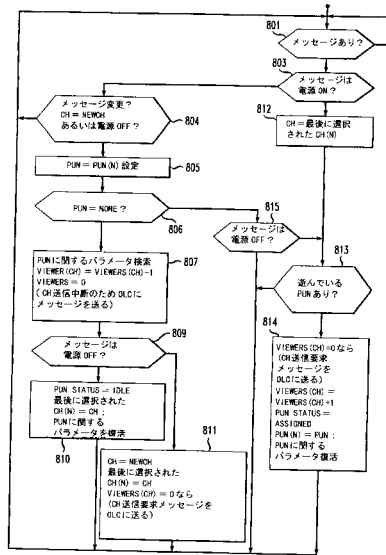 801
メッセージあり?
803
メッセージは
電源ON?
メッセージ変更?
CH = NEWCH
あるいは電源OFF?
804
812
CH=最後に選択
された CH(N)
PUN = PUN(N) 設定
805
PUN = NONE ?
806
815
メッセージは
電源OFF?
813
遊んでいる
PUNあり?
PUNに関するパラメータ検索
VIEWER(CH) = VIEWERS(CH)-1
VIEWERS = 0
(CH送信中断のため OLCに
メッセージを送る)
807
814
VIEWERS(CH)=0なら
(CH送信要求
メッセージを
OLCに送る)
VIEWERS(CH) =
VIEWERS(CH)+1
PUN STATUS =
ASSIGNED
PUN(N) = PUN ;
PUNに関する
パラメータ復活
809
メッセージは
電源OFF?
PUN STATUS = IDLE
最後に選択された
CH(N) = CH ;
PUNに関する
パラメータを復活
810
811
CH = NEWCH
最後に選択された
CH(N) = CH
VIEWERS(CH) = 0なら
(CH送信要求メッセージを
OLCに送る)